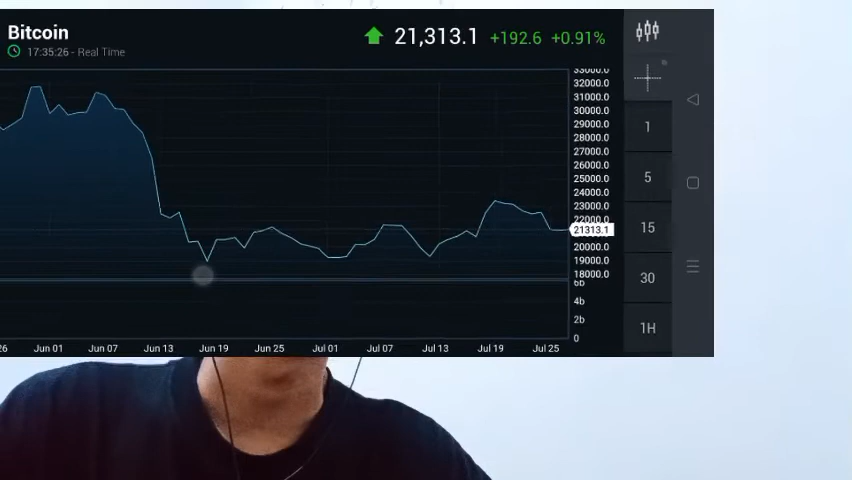 Bitcoin
21,313.1 +192.6 +0.91%
17:35:26 - Real Time
33000.0
32000.0
31000.0
30000.0
29000.0
28000.0
27000.0
26000.0
25000.0
24000.0
23000.0
22000.0
21313.1
20000.0
19000.0
18000.0
6b
4b
2b
0
26 Jun 01 Jun 07 Jun 13 Jun 19 Jun 25 Jul 01 Jul 07 Jul 13 Jul 19 Jul 25
1
5
15
30
1H